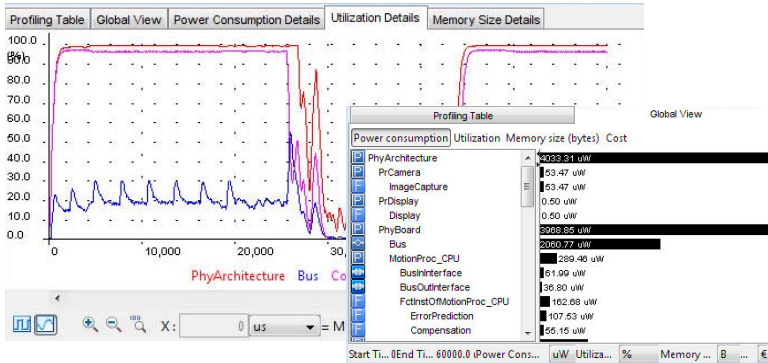 Profiling Table Global View Power Consumption Details Utilization Details Memory Size Details
100.0
(%)
80.0
70.0
60.0
50.0
40.0
30.0
20.0
10.0
0.0
0 10,000 20,000 30,
PhyArchitecture Bus Co
X: 0 us = M
Profiling Table Global View
Power consumption Utilization Memory size (bytes) Cost
P PhyArchitecture 4033.31 uW
P PrCamera 53.47 uW
F ImageCapture 53.47 uW
P PrDisplay 0.50 uW
F Display 0.50 uW
P PhyBoard 3968.85 uW
Bus 2060.77 uW
P MotionProc_CPU 289.46 uW
BusInInterface 61.99 uW
BusOutInterface 36.80 uW
F FctInstOfMotionProc_CPU 162.68 uW
F ErrorPrediction 107.53 uW
F Compensation 55.15 uW
Start Ti... 0End Ti... 60000.0 (Power Cons... uW Utiliza... % Memory ... B ... €